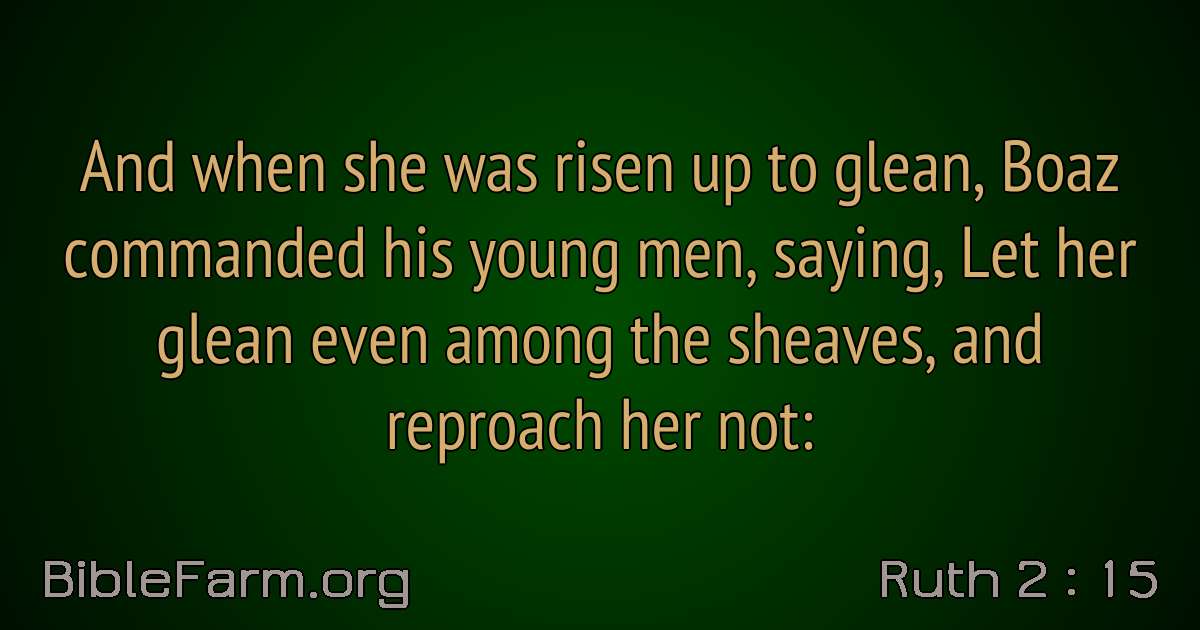 And when she was risen up to glean, Boaz
commanded his young men, saying, Let her
glean even among the sheaves, and
reproach her not:
BibleFarm.org
Ruth 2 : 15